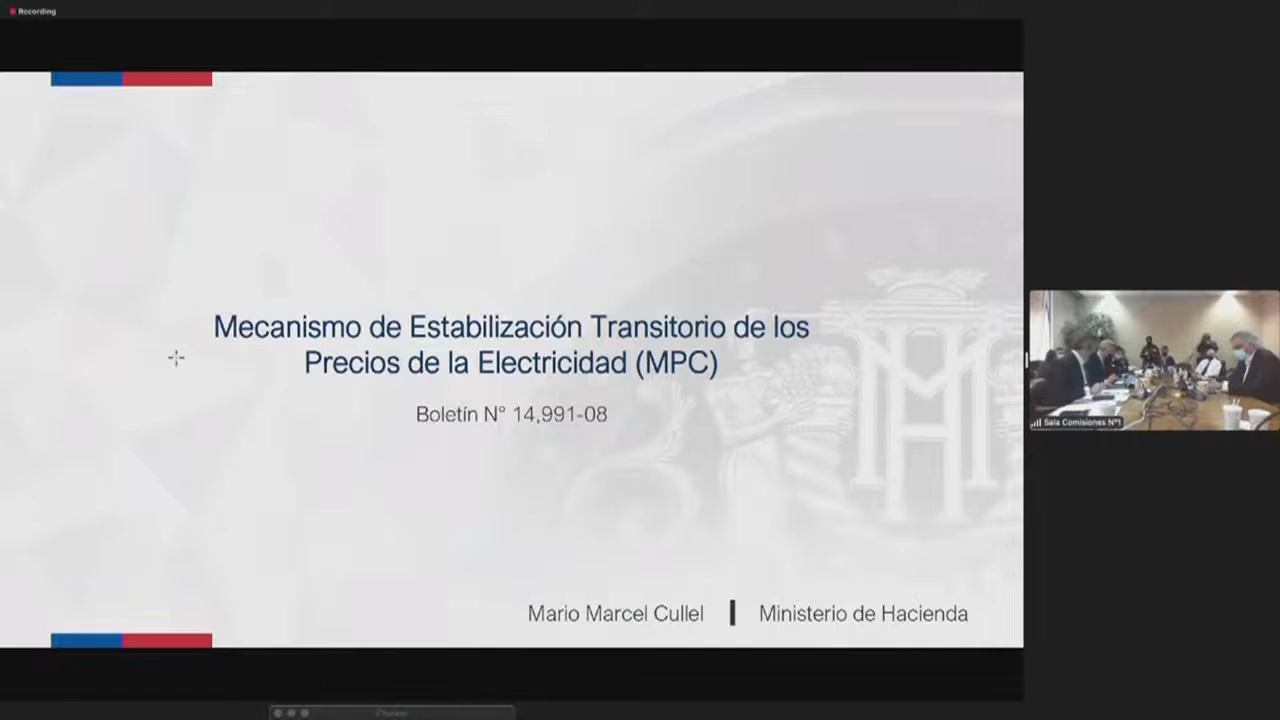 Recording
Mecanismo de Estabilización Transitorio de los
Precios de la Electricidad (MPC)
Boletín N° 14,991-08
Mario Marcel Cullel
Ministerio de Hacienda
Sala Comisiones N°1